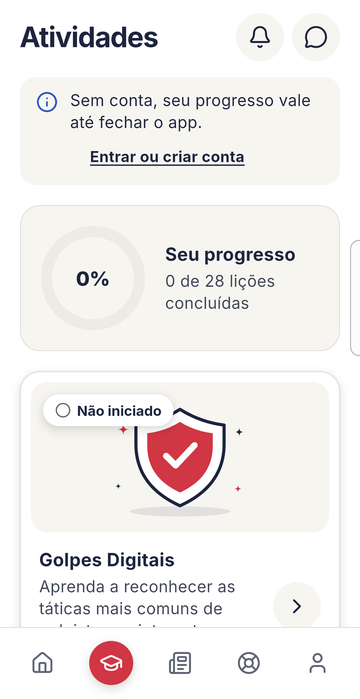 Atividades
Sem conta, seu progresso vale
até fechar o app.
Entrar ou criar conta
0%
Seu progresso
0 de 28 lições
concluídas
Não iniciado
Golpes Digitais
Aprenda a reconhecer as
táticas mais comuns de